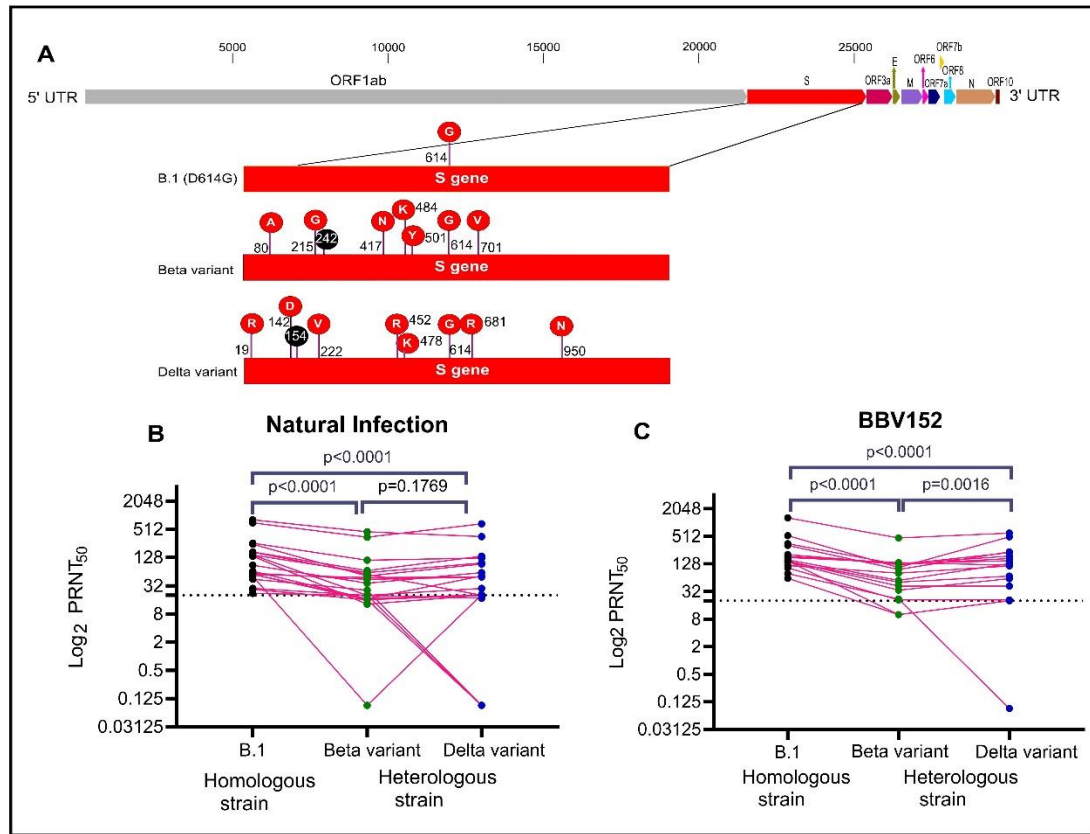 A
5000 10000 15000 20000 25000
ORF7b
ORF6
E ORF8
ORF1ab S ORF3a M ORF7a N ORF10
5' UTR 3' UTR
G
614
B.1 (D614G) S gene
A G 242 N K 484 Y 501 G V
80 215 417 614 701
Beta variant S gene
R D 142 154 V R 452 K 478 G R 681 N
19 222 614 950
Delta variant S gene
B Natural Infection
p<0.0001
p<0.0001 p=0.1769
2048
512
128
32
8
2
0.5
0.125
0.03125
Log2 PRNT50
B.1 Beta variant Delta variant
Homologous strain
Heterologous strain
C BBV152
p<0.0001
p<0.0001 p=0.0016
2048
512
128
32
8
2
0.5
0.125
0.03125
Log2 PRNT50
B.1 Beta variant Delta variant
Homologous strain
Heterologous strain